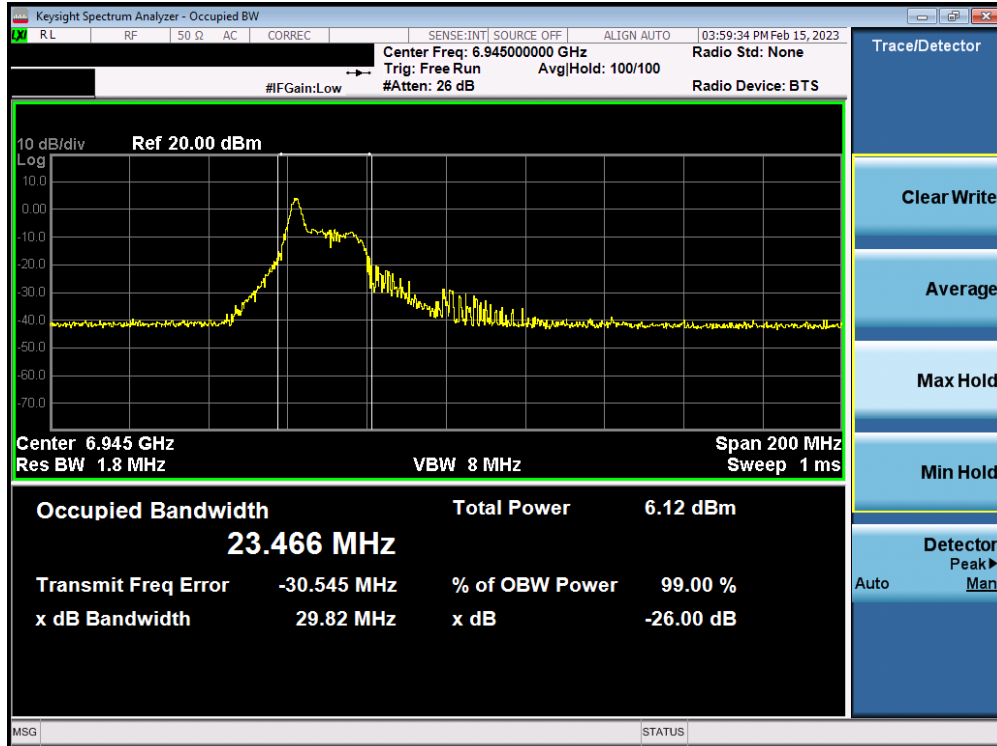 Keysight Spectrum Analyzer - Occupied BW
LXI RL RF 50 Ω AC CORREC SENSE:INT SOURCE OFF ALIGN AUTO 03:59:34 PM Feb 15, 2023
Center Freq: 6.945000000 GHz Radio Std: None
Trig: Free Run Avg|Hold: 100/100
#IFGain:Low #Atten: 26 dB Radio Device: BTS
10 dB/div Ref 20.00 dBm
Log
10.0
0.00
-10.0
-20.0
-30.0
-40.0
-50.0
-60.0
-70.0
Center 6.945 GHz Span 200 MHz
Res BW 1.8 MHz VBW 8 MHz Sweep 1 ms
Occupied Bandwidth Total Power 6.12 dBm
23.466 MHz
Transmit Freq Error -30.545 MHz % of OBW Power 99.00 %
x dB Bandwidth 29.82 MHz x dB -26.00 dB
Trace/Detector
Clear Write
Average
Max Hold
Min Hold
Detector
Peak▶
Auto Man
MSG STATUS